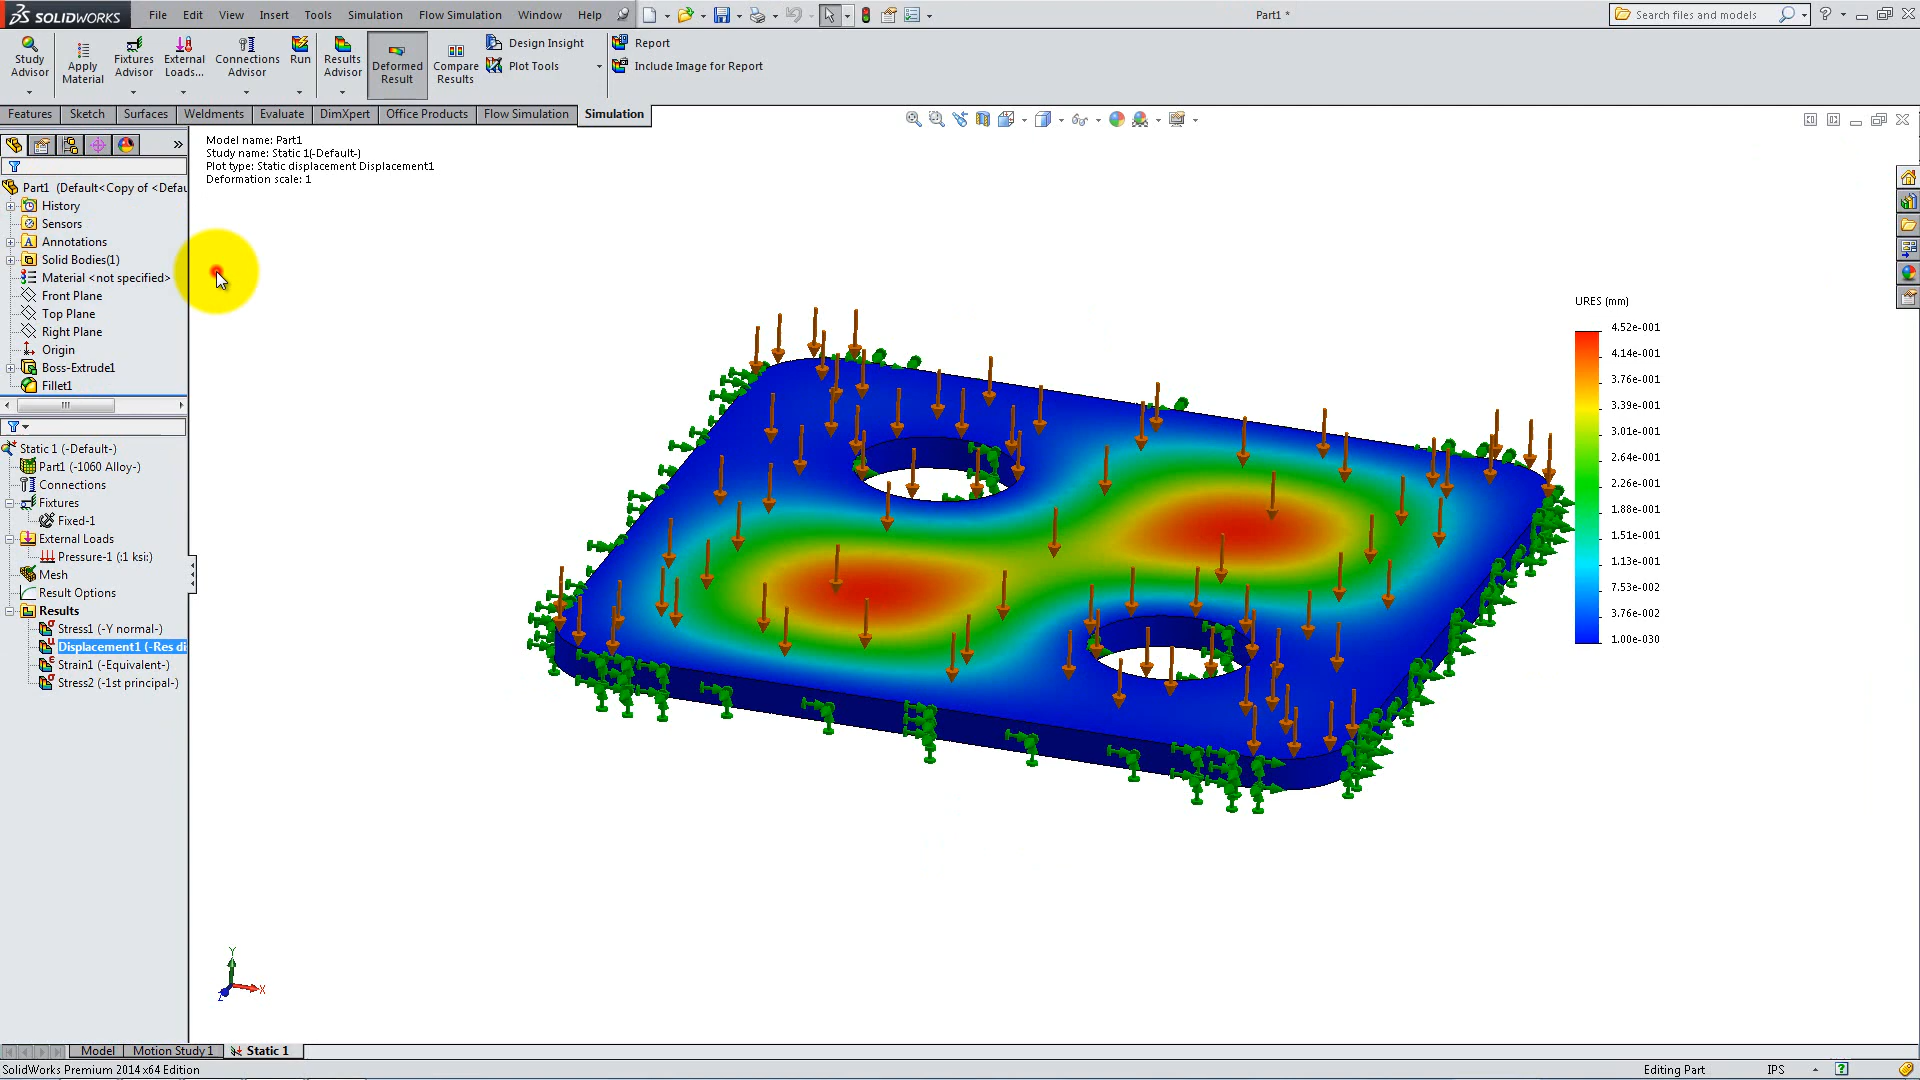 SOLIDWORKS File Edit View Insert Tools Simulation Flow Simulation Window Help Part1 * Search files and models
Study Advisor
Apply Material
Fixtures Advisor
External Loads...
Connections Advisor
Run
Results Advisor
Deformed Result
Compare Results
Design Insight
Plot Tools
Report
Include Image for Report
Features Sketch Surfaces Weldments Evaluate DimXpert Office Products Flow Simulation Simulation
Model name: Part1
Study name: Static 1(-Default-)
Plot type: Static displacement Displacement1
Deformation scale: 1
Part1 (Default<Copy of <Defau
History
Sensors
Annotations
Solid Bodies(1)
Material <not specified>
Front Plane
Top Plane
Right Plane
Origin
Boss-Extrude1
Fillet1
Static 1 (-Default-)
Part1 (-1060 Alloy-)
Connections
Fixtures
Fixed-1
External Loads
Pressure-1 (:1 ksi:)
Mesh
Result Options
Results
Stress1 (-Y normal-)
Displacement1 (-Res di
Strain1 (-Equivalent-)
Stress2 (-1st principal-)
URES (mm)
4.52e-001
4.14e-001
3.76e-001
3.39e-001
3.01e-001
2.64e-001
2.26e-001
1.88e-001
1.51e-001
1.13e-001
7.53e-002
3.76e-002
1.00e-030
Y
X
Z
Model Motion Study 1 Static 1
SolidWorks Premium 2014 x64 Edition Editing Part IPS